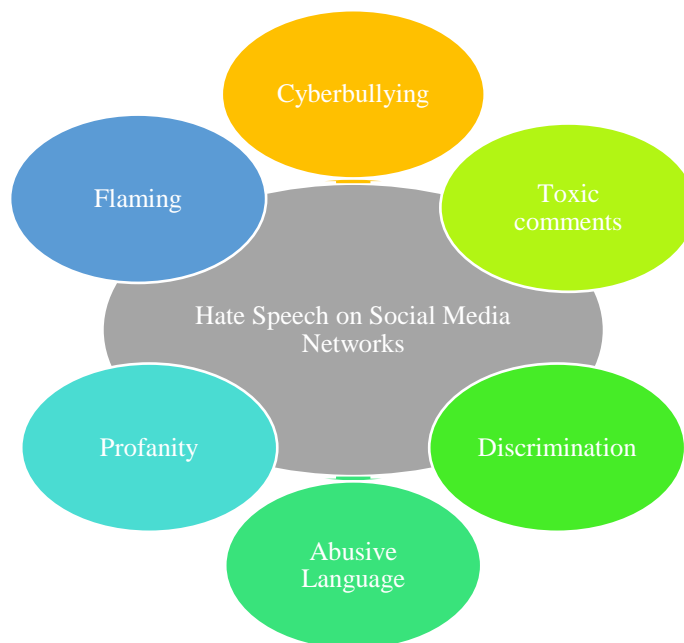 Cyberbullying
Flaming
Toxic
comments
Hate Speech on Social Media
Networks
Profanity
Discrimination
Abusive
Language